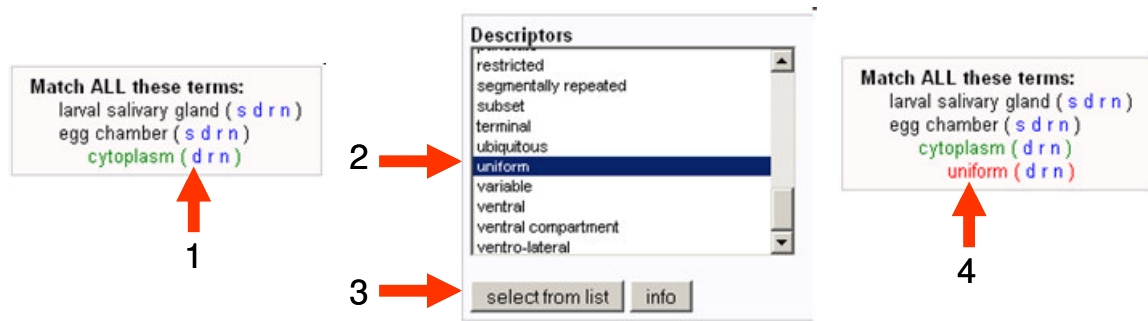 Match ALL these terms:
larval salivary gland ( s d r n )
egg chamber ( s d r n )
cytoplasm ( d r n )
1
Descriptors
restricted
segmentally repeated
subset
terminal
ubiquitous
2
uniform
variable
ventral
ventral compartment
ventro-lateral
3
select from list info
Match ALL these terms:
larval salivary gland ( s d r n )
egg chamber ( s d r n )
cytoplasm ( d r n )
uniform ( d r n )
4